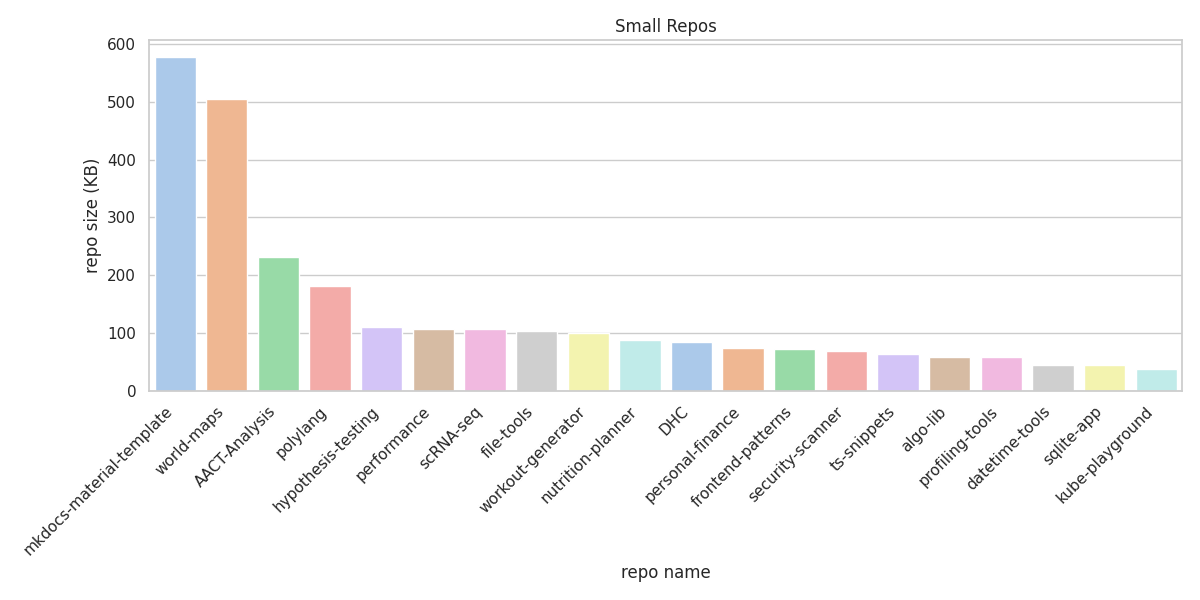 Small Repos
repo size (KB)
600
500
400
300
200
100
0
mkdocs-material-template
world-maps
AACT-Analysis
polylang
hypothesis-testing
performance
scRNA-seq
file-tools
workout-generator
nutrition-planner
DHC
personal-finance
frontend-patterns
security-scanner
ts-snippets
algo-lib
profiling-tools
datetime-tools
sqlite-app
kube-playground
repo name